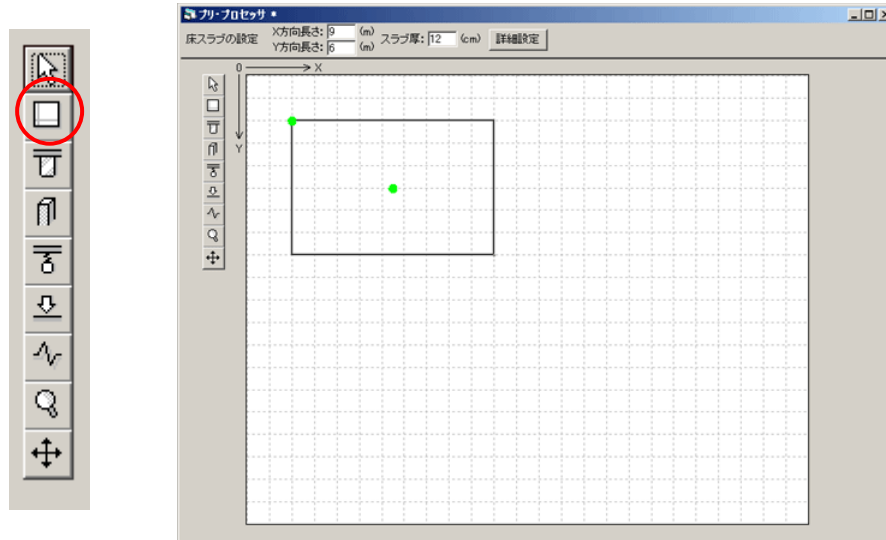 プリ・プロセッサ *
床スラブの設定 X方向長さ: 9 (m) スラブ厚: 12 (cm) 詳細設定
Y方向長さ: 6 (m)
0 X
Y